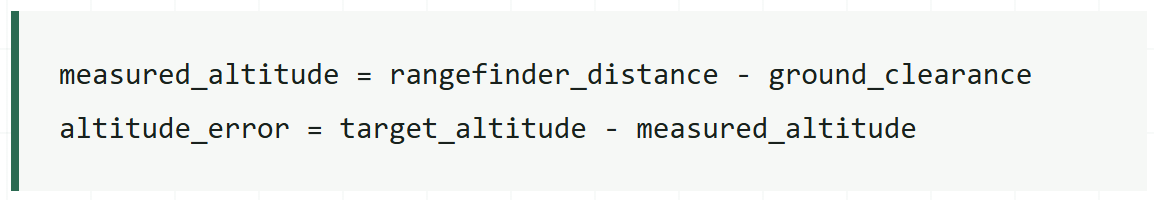 measured_altitude = rangefinder_distance - ground_clearance
altitude_error = target_altitude - measured_altitude